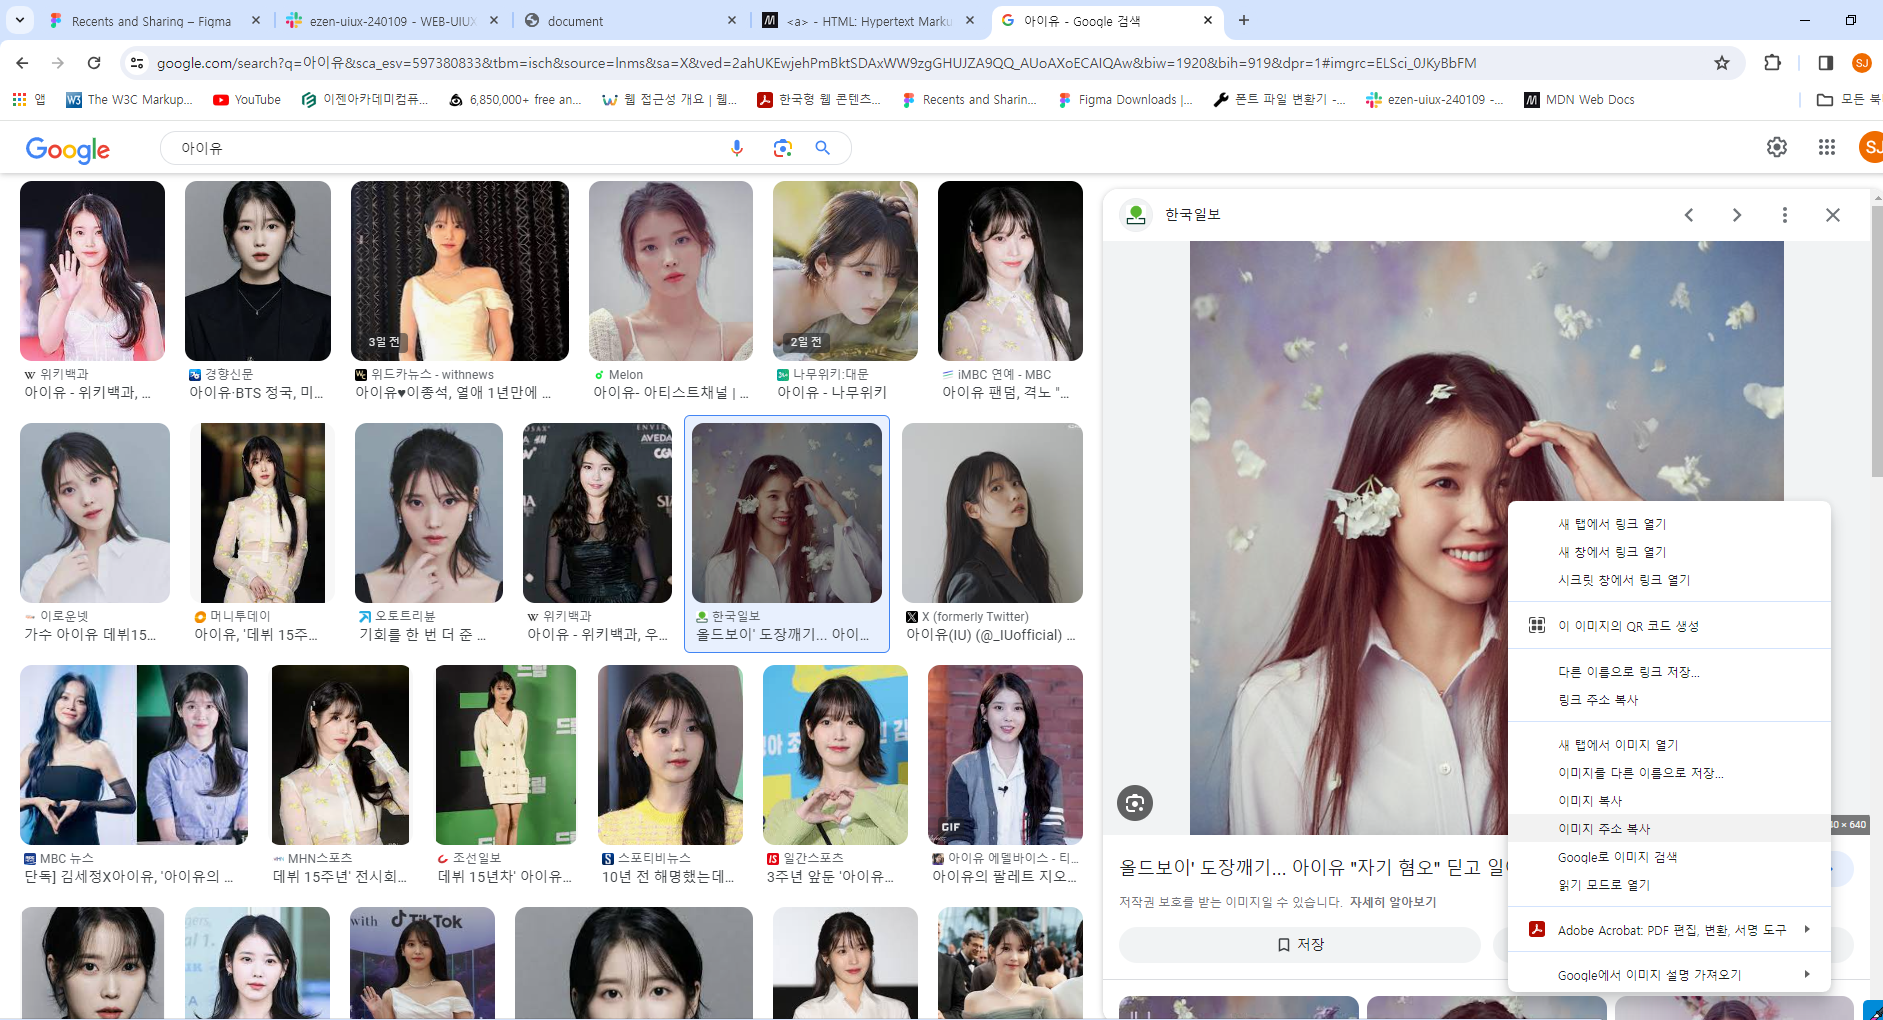 Recents and Sharing – Figma
ezen-uiux-240109 - WEB-UIUX
document
<a> - HTML: Hypertext Marku
아이유 - Google 검색
google.com/search?q=아이유&sca_esv=597380833&tbm=isch&source=lnms&sa=X&ved=2ahUKEwjehPmBktSDAxWW9zgGHUJZA9QQ_AUoAXoECAIQAw&biw=1920&bih=919&dpr=1#imgrc=ELSci_0JKyBbFM
SJ
앱
The W3C Markup...
YouTube
이젠아카데미컴퓨...
6,850,000+ free an...
웹 접근성 개요 | 웹...
한국형 웹 콘텐츠...
Recents and Sharin...
Figma Downloads |...
폰트 파일 변환기 -...
ezen-uiux-240109 -...
MDN Web Docs
모든 북
Google
아이유
SJ
3일 전
2일 전
위키백과
아이유 - 위키백과, ...
경향신문
아이유·BTS 정국, 미...
위드카뉴스 - withnews
아이유♥이종석, 열애 1년만에 ...
Melon
아이유- 아티스트채널 | ...
나무위키:대문
아이유 - 나무위키
iMBC 연예 - MBC
아이유 팬덤, 격노 "...
AVEDA
이로운넷
가수 아이유 데뷔15...
머니투데이
아이유, '데뷔 15주...
오토트리뷴
기회를 한 번 더 준 ...
위키백과
아이유 - 위키백과, 우...
한국일보
올드보이' 도장깨기... 아이...
X (formerly Twitter)
아이유(IU) (@_IUofficial) ...
GIF
MBC 뉴스
단독] 김세정X아이유, '아이유의 ...
MHN스포츠
데뷔 15주년' 전시회...
조선일보
데뷔 15년차' 아이유...
스포티비뉴스
10년 전 해명했는데...
일간스포츠
3주년 앞둔 '아이유...
아이유 에델바이스 - 티...
아이유의 팔레트 지오...
with TikTok
한국일보
40 × 640
올드보이' 도장깨기... 아이유 "자기 혐오" 딛고 일어
저작권 보호를 받는 이미지일 수 있습니다. 자세히 알아보기
저장
새 탭에서 링크 열기
새 창에서 링크 열기
시크릿 창에서 링크 열기
이 이미지의 QR 코드 생성
다른 이름으로 링크 저장...
링크 주소 복사
새 탭에서 이미지 열기
이미지를 다른 이름으로 저장...
이미지 복사
이미지 주소 복사
Google로 이미지 검색
읽기 모드로 열기
Adobe Acrobat: PDF 편집, 변환, 서명 도구
Google에서 이미지 설명 가져오기